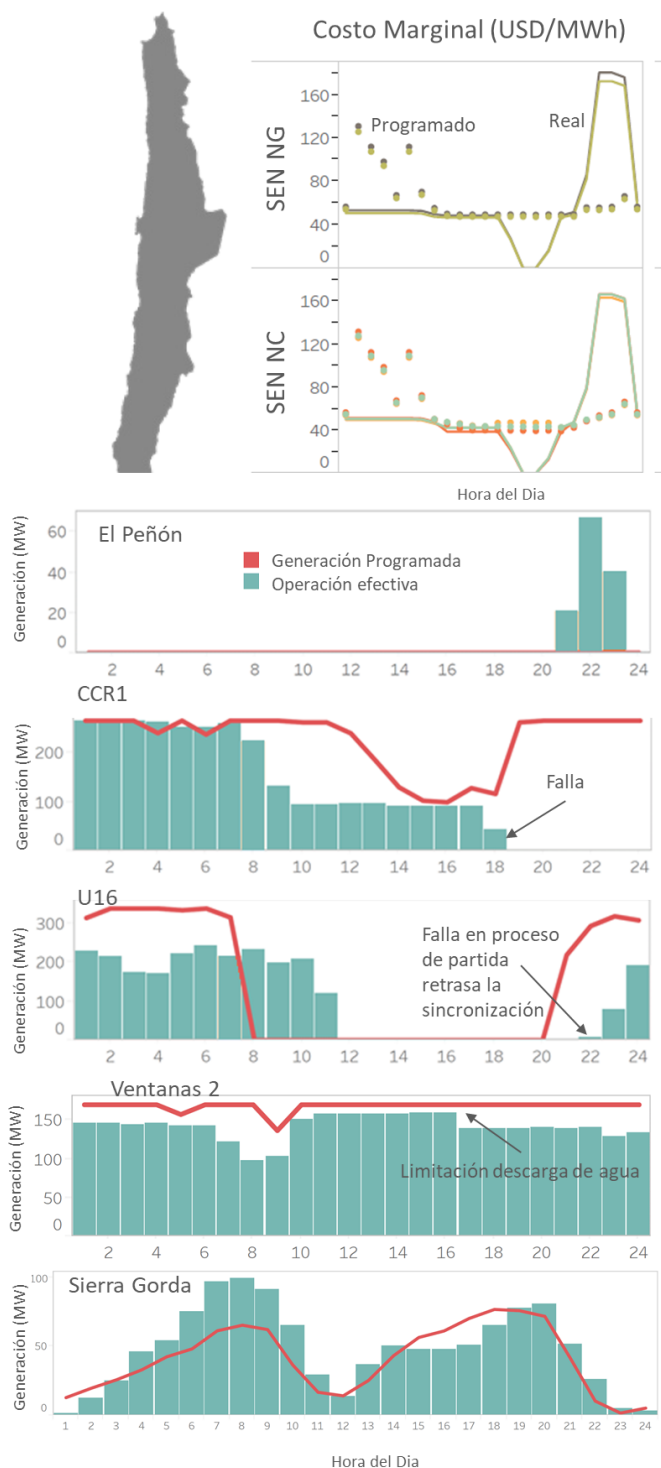 Costo Marginal (USD/MWh)
SEN NG
160
120
80
40
0
Programado
Real
SEN NC
160
120
80
40
0
Hora del Dia
Generación (MW)
60
40
20
0
El Peñón
Generación Programada
Operación efectiva
2 4 6 8 10 12 14 16 18 20 22 24
CCR1
Generación (MW)
200
100
0
Falla
2 4 6 8 10 12 14 16 18 20 22 24
U16
Generación (MW)
300
200
100
0
Falla en proceso
de partida
retrasa la
sincronización
2 4 6 8 10 12 14 16 18 20 22 24
Ventanas 2
Generación (MW)
150
100
50
0
Limitación descarga de agua
2 4 6 8 10 12 14 16 18 20 22 24
Sierra Gorda
Generación (MW)
100
50
0
1 2 3 4 5 6 7 8 9 10 11 12 13 14 15 16 17 18 19 20 21 22 23 24
Hora del Dia